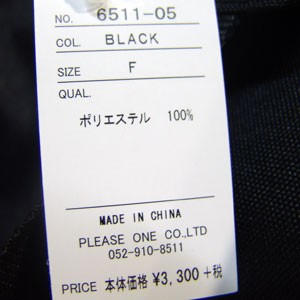 NO. 6511-05
COL. BLACK
SIZE F
QUAL.
ポリエステル 100%
MADE IN CHINA
PLEASE ONE CO.,LTD
052-910-8511
PRICE 本体価格 ¥3,300 +税